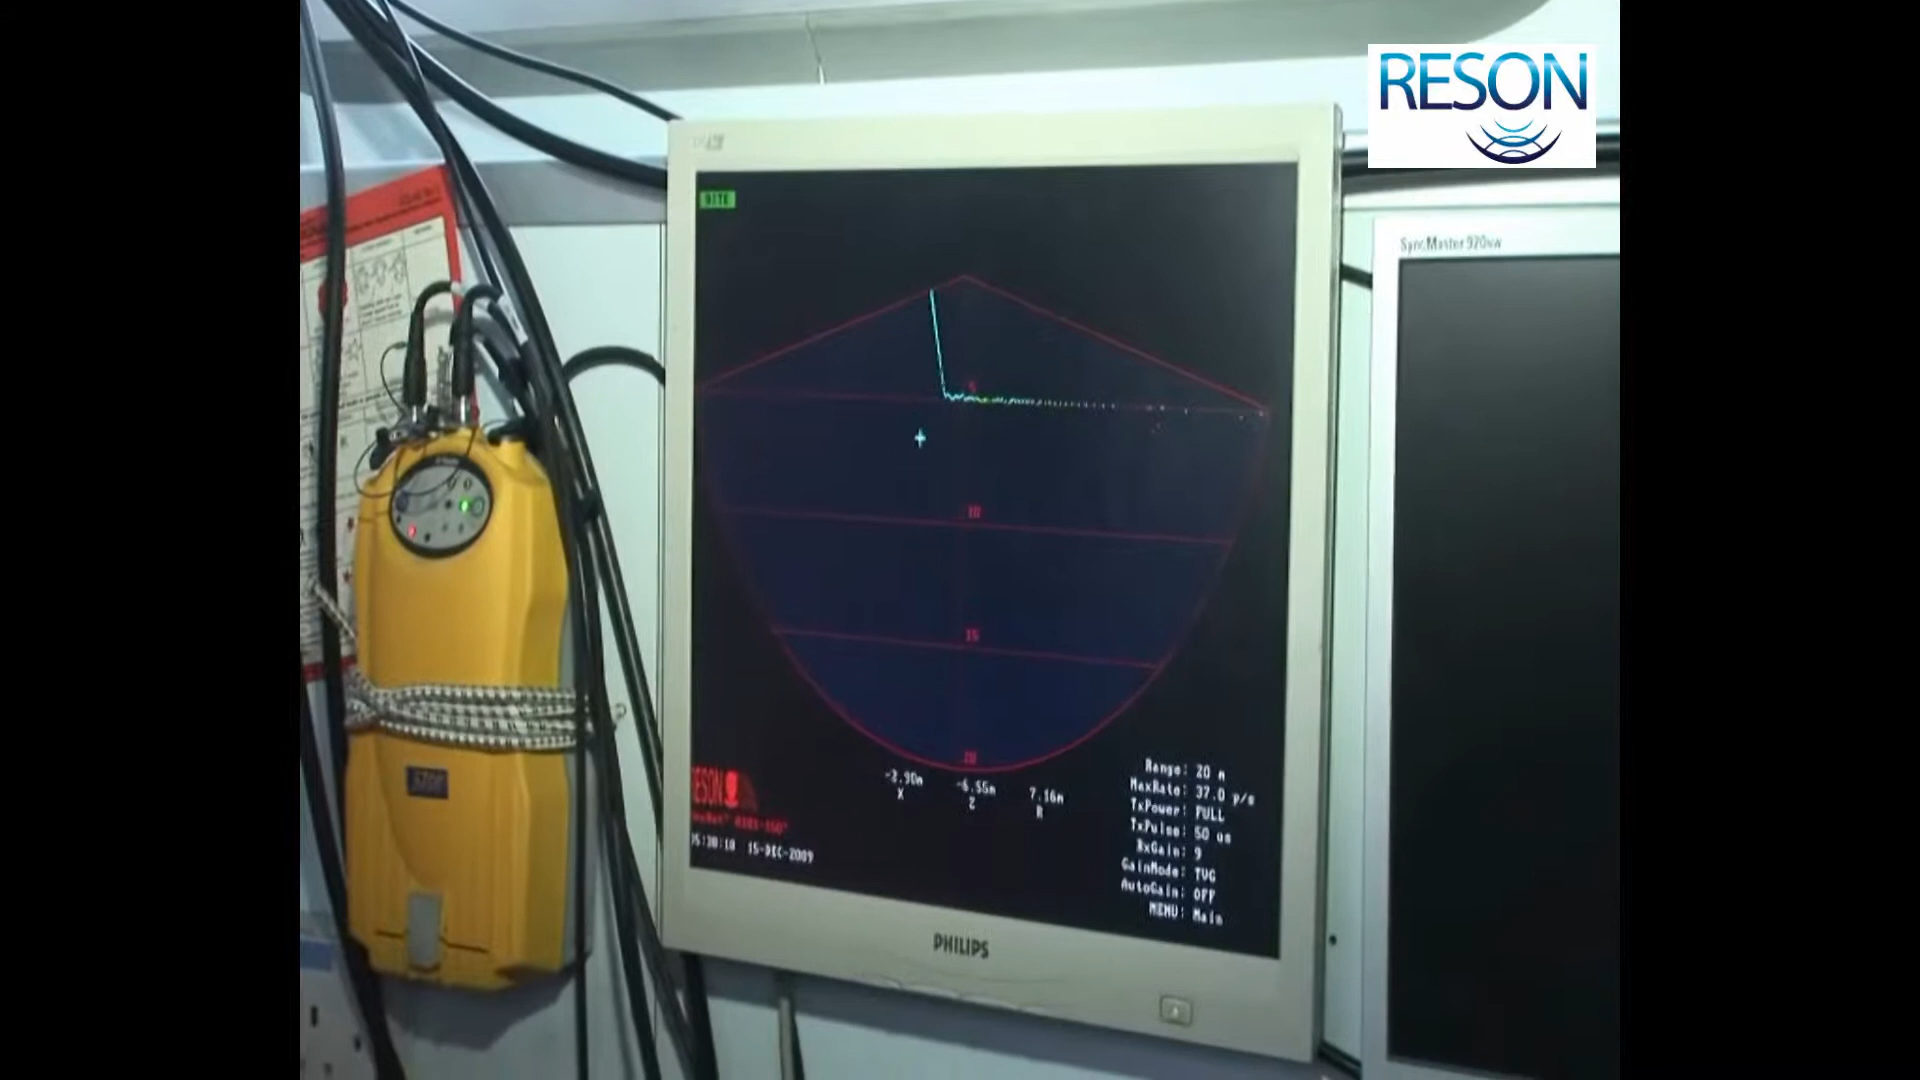 RESON
SyncMaster 920nw
BITE
5
10
15
20
-2.90m
-6.55m
7.16m
X
Z
R
Range: 20 m
MaxRate: 37.0 p/s
TxPower: FULL
TxPulse: 50 us
RxGain: 9
GainMode: TVG
AutoGain: OFF
MENU: Main
RESON
15-DEC-2009
PHILIPS